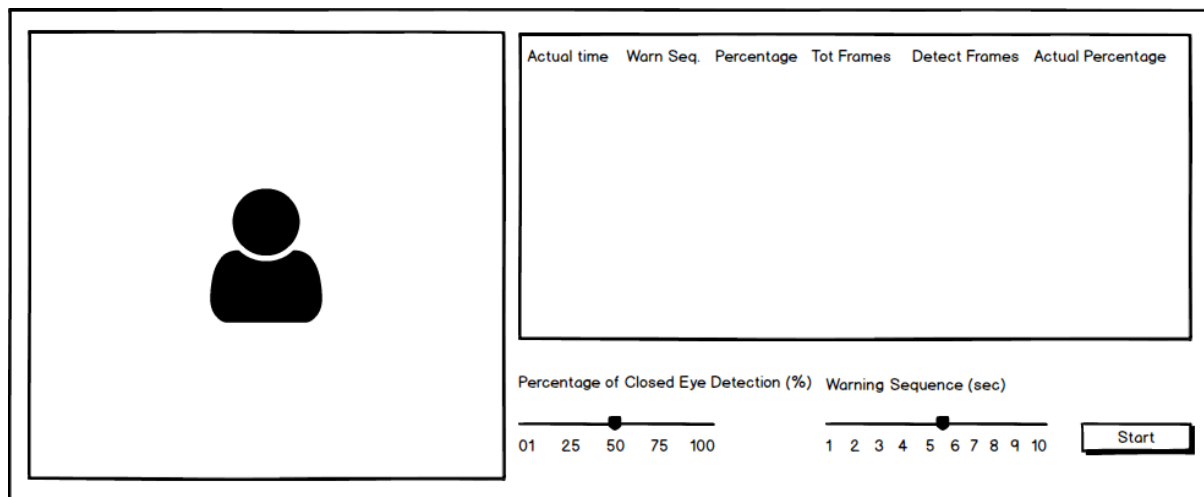 Actual time Warn Seq. Percentage Tot Frames Detect Frames Actual Percentage
Percentage of Closed Eye Detection (%) Warning Sequence (sec)
01 25 50 75 100 1 2 3 4 5 6 7 8 9 10 Start